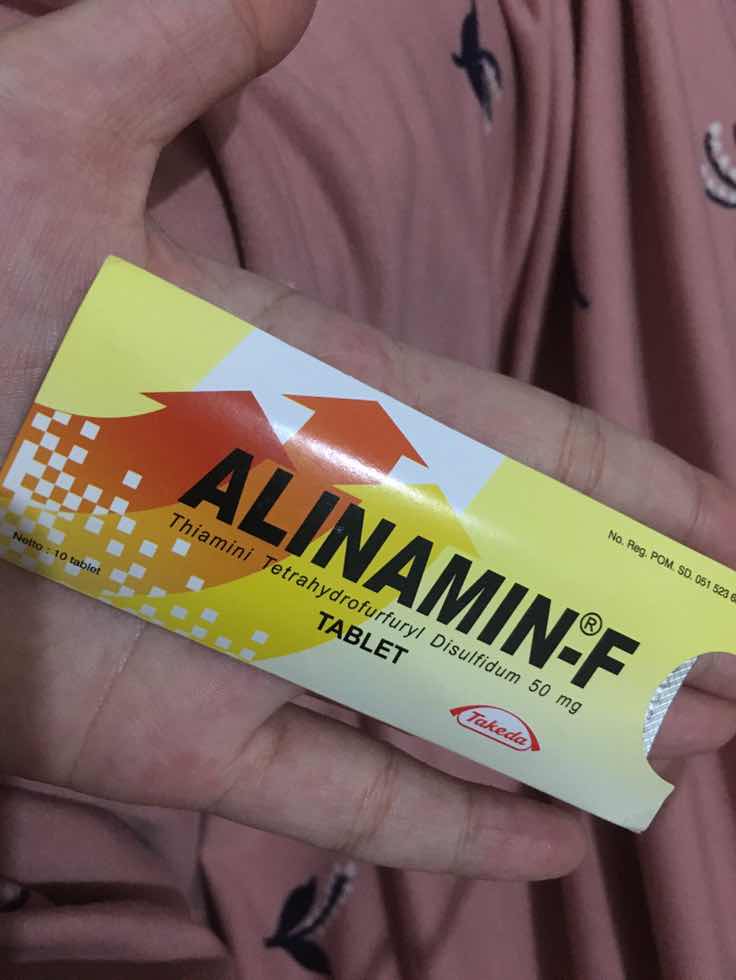 ALINAMIN-F®
Thiamini Tetrahydrofurfuryl Disulfidum 50 mg
TABLET
Netto : 10 tablet
No. Reg. POM. SD. 051 523
Takeda